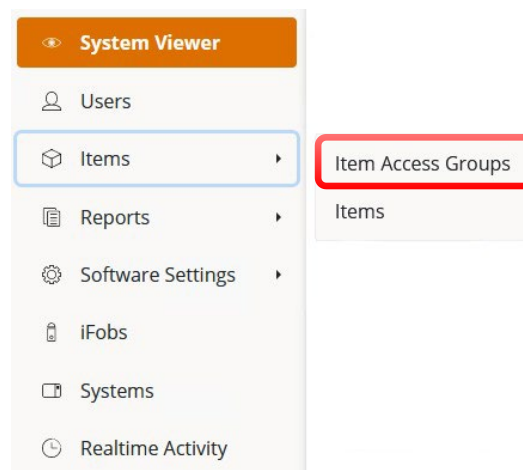 System Viewer
Users
Items
Item Access Groups
Items
Reports
Software Settings
iFobs
Systems
Realtime Activity